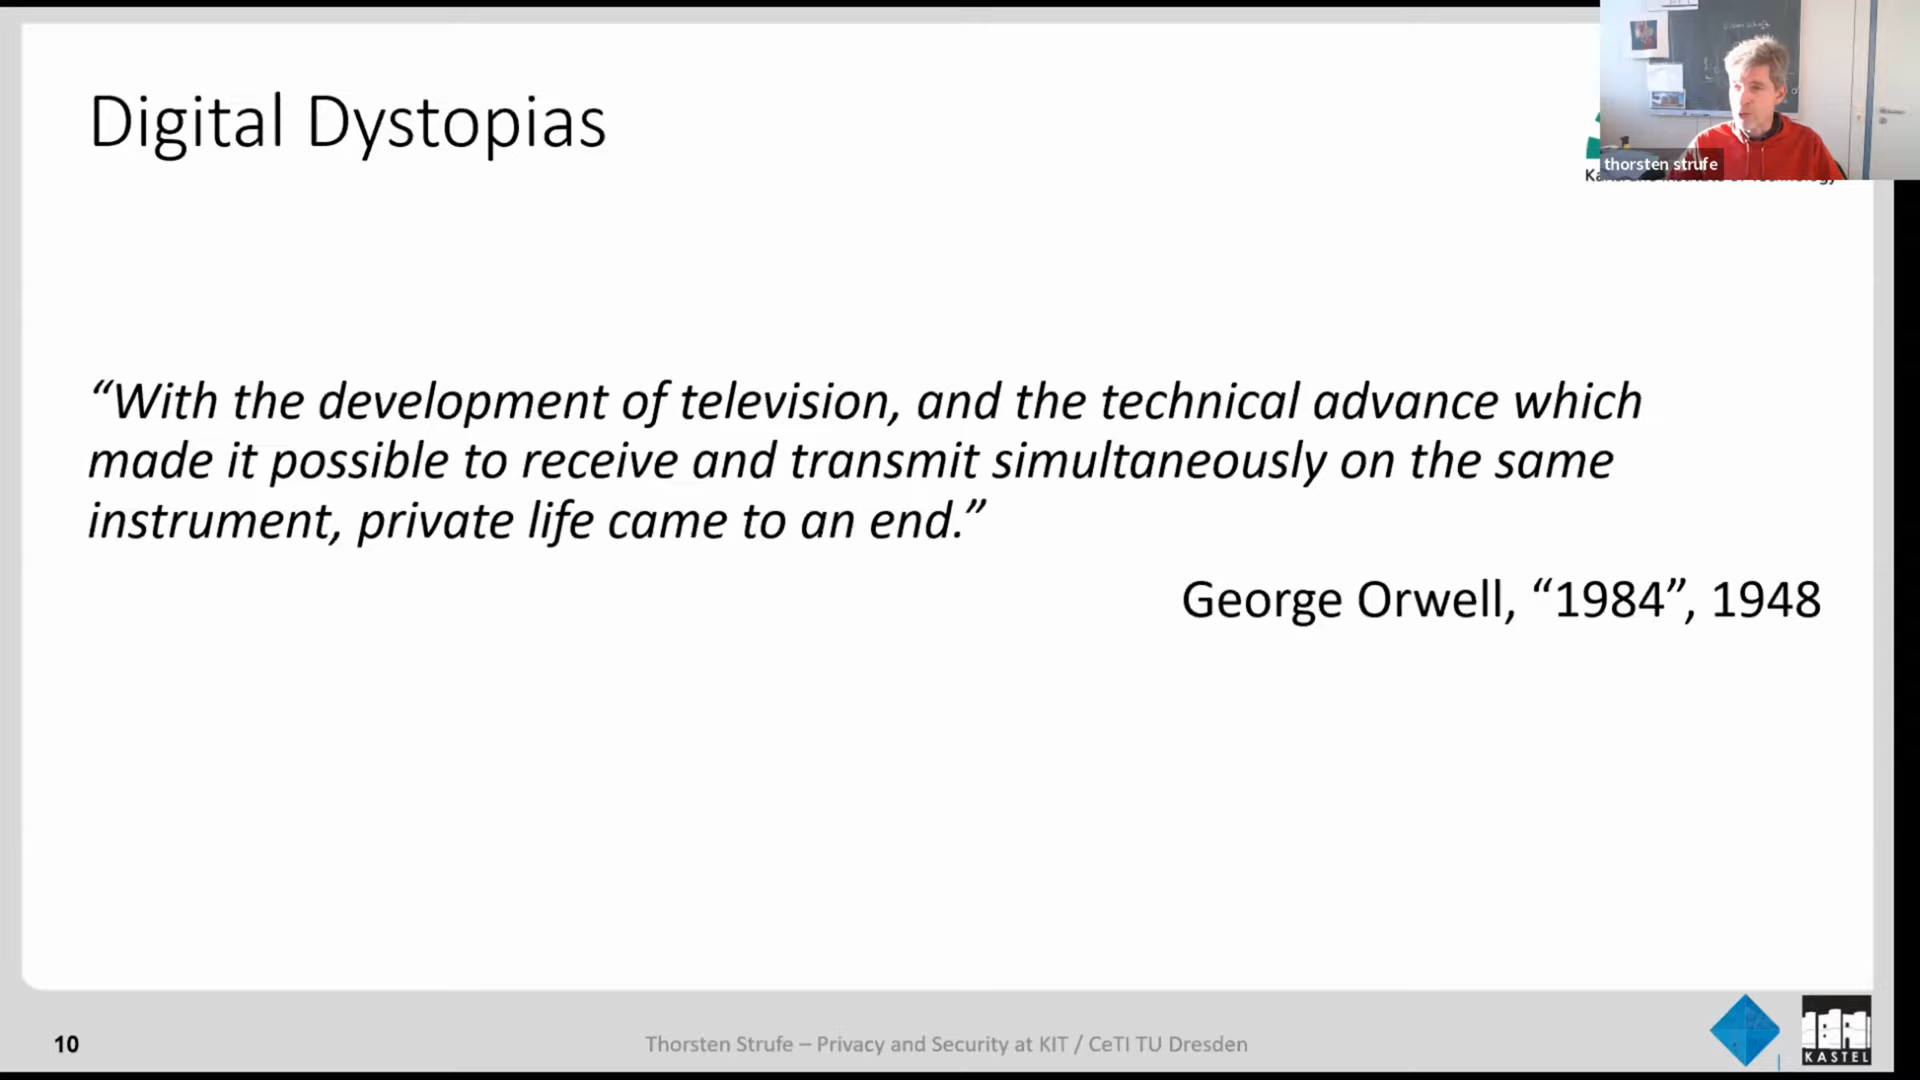 Digital Dystopias
thorsten strufe
“With the development of television, and the technical advance which
made it possible to receive and transmit simultaneously on the same
instrument, private life came to an end.”
George Orwell, “1984”, 1948
10
Thorsten Strufe – Privacy and Security at KIT / CeTI TU Dresden
KASTEL